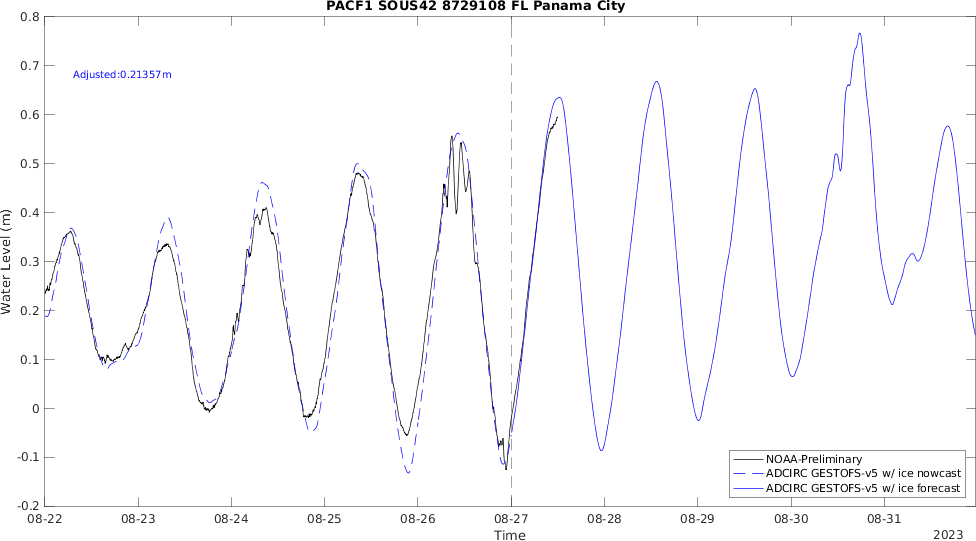 PACF1 SOUS42 8729108 FL Panama City
0.8
0.7
Adjusted:0.21357m
0.6
0.5
0.4
0.3
0.2
0.1
0
-0.1
-0.2
Water Level (m)
NOAA-Preliminary
ADCIRC GESTOFS-v5 w/ ice nowcast
ADCIRC GESTOFS-v5 w/ ice forecast
08-22 08-23 08-24 08-25 08-26 08-27 08-28 08-29 08-30 08-31
Time
2023